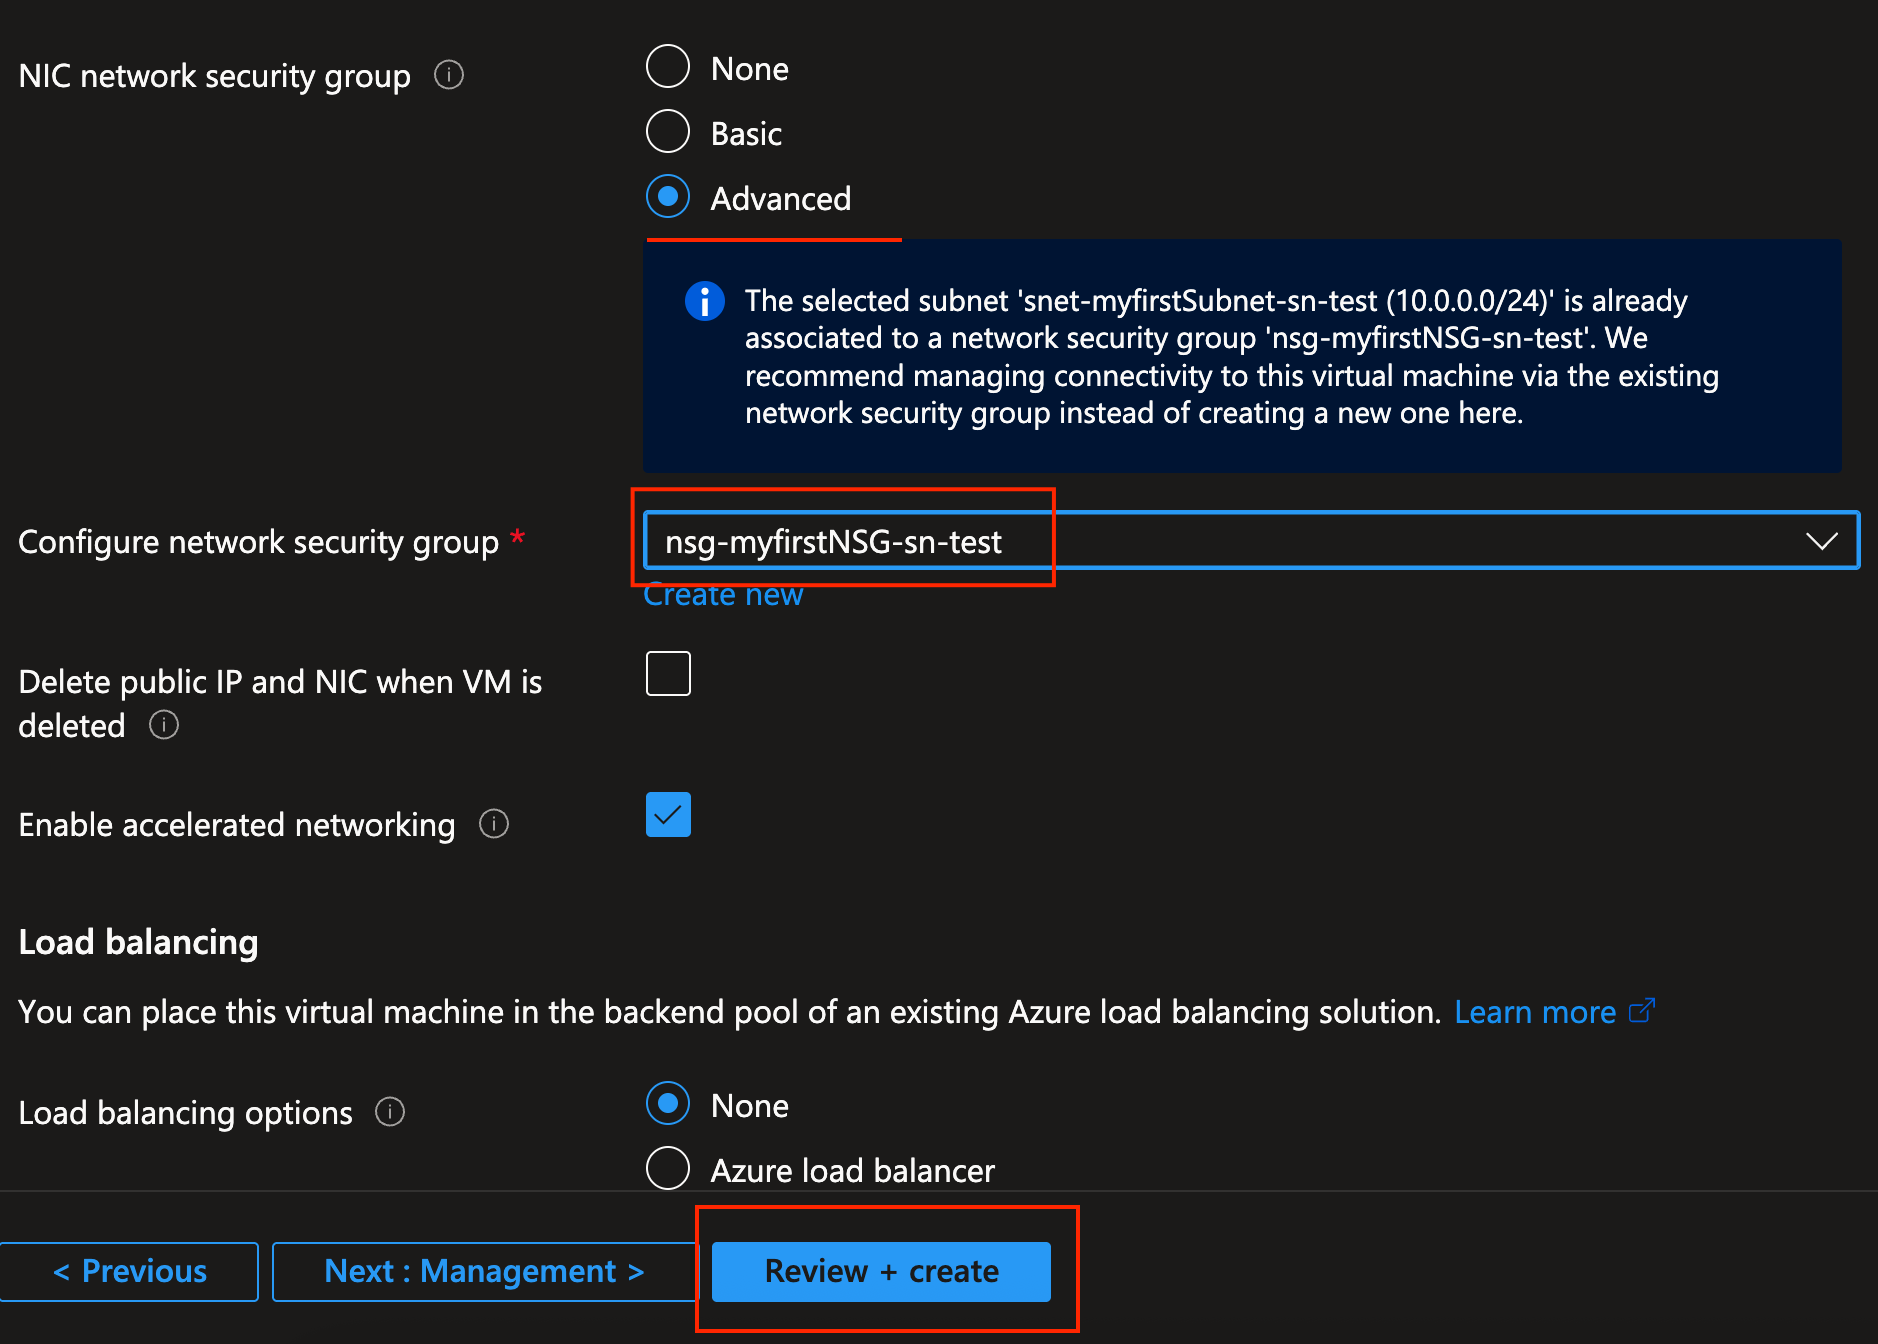 NIC network security group
None
Basic
Advanced
The selected subnet 'snet-myfirstSubnet-sn-test (10.0.0.0/24)' is already
associated to a network security group 'nsg-myfirstNSG-sn-test'. We
recommend managing connectivity to this virtual machine via the existing
network security group instead of creating a new one here.
Configure network security group *
nsg-myfirstNSG-sn-test
Create new
Delete public IP and NIC when VM is
deleted
Enable accelerated networking
Load balancing
You can place this virtual machine in the backend pool of an existing Azure load balancing solution. Learn more
Load balancing options
None
Azure load balancer
< Previous
Next : Management >
Review + create